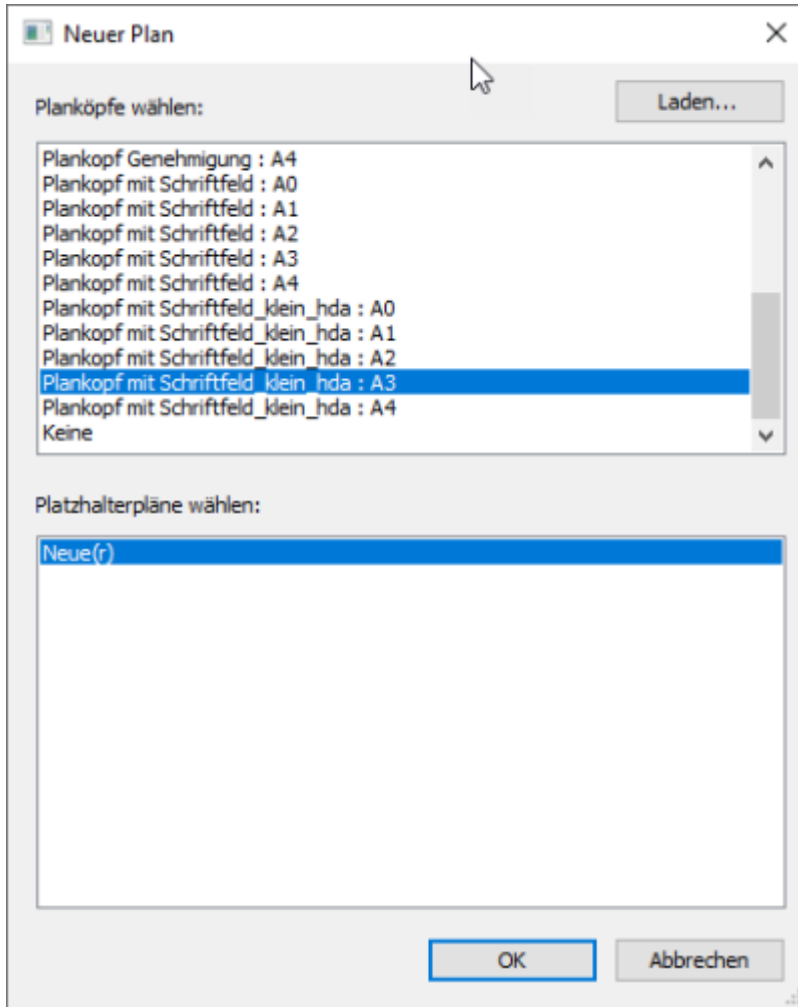 Neuer Plan
Planköpfe wählen:
Laden...
Plankopf Genehmigung : A4
Plankopf mit Schriftfeld : A0
Plankopf mit Schriftfeld : A1
Plankopf mit Schriftfeld : A2
Plankopf mit Schriftfeld : A3
Plankopf mit Schriftfeld : A4
Plankopf mit Schriftfeld_klein_hda : A0
Plankopf mit Schriftfeld_klein_hda : A1
Plankopf mit Schriftfeld_klein_hda : A2
Plankopf mit Schriftfeld_klein_hda : A3
Plankopf mit Schriftfeld_klein_hda : A4
Keine
Platzhalterpläne wählen:
Neue(r)
OK
Abbrechen